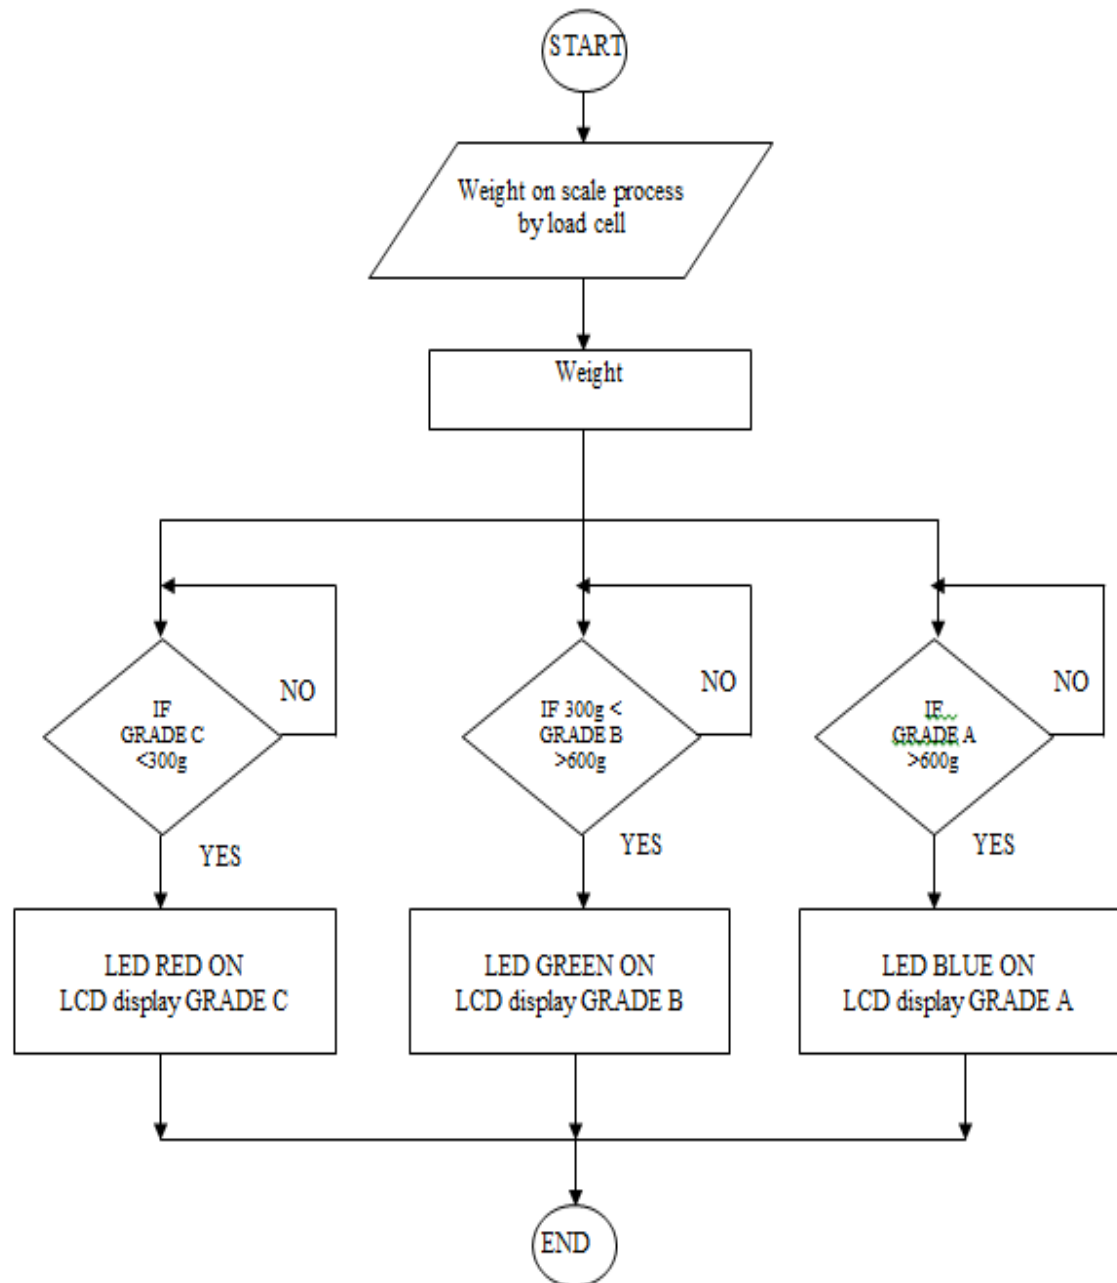 START
Weight on scale process
by load cell
Weight
NO
IF
GRADE C
<300g
YES
NO
IF 300g <
GRADE B
>600g
YES
NO
IF
GRADE A
>600g
YES
LED RED ON
LCD display GRADE C
LED GREEN ON
LCD display GRADE B
LED BLUE ON
LCD display GRADE A
END